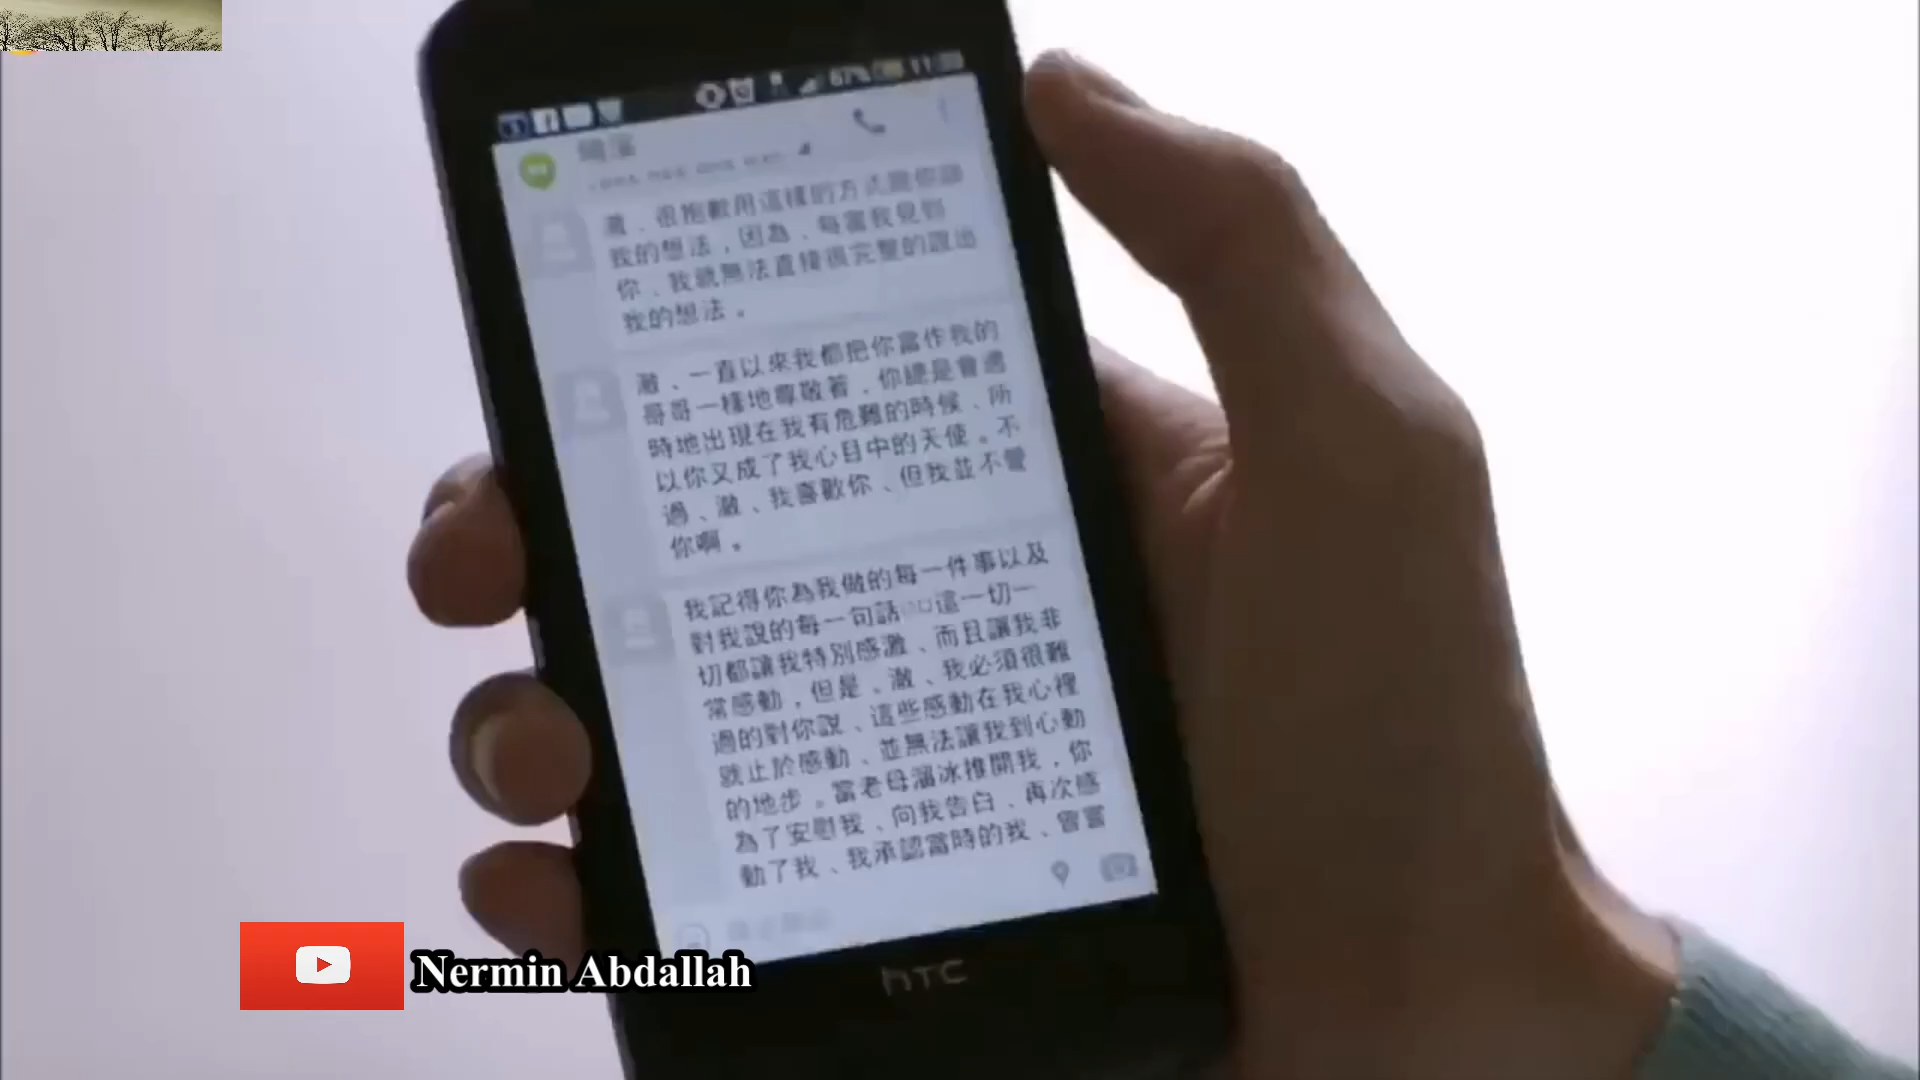 67% 11
澈、很抱歉用這樣的方式跟你說
我的想法，因為、每當我見到
你、我就無法直接很完整的說出
我的想法。
澈、一直以來我都把你當作我的
哥哥一樣地尊敬著，你總是會適
時地出現在我有危難的時候、所
以你又成了我心目中的天使。不
過、澈、我喜歡你、但我並不愛
你啊。
我記得你為我做的每一件事以及
對我說的每一句話 這一切一
切都讓我特別感激、而且讓我非
常感動，但是、澈、我必須很難
過的對你說、這些感動在我心裡
就止於感動、並無法讓我到心動
的地步。當老母溜冰推開我，你
為了安慰我、向我告白、再次感
動了我、我承認當時的我、曾
hTC
Nermin Abdallah